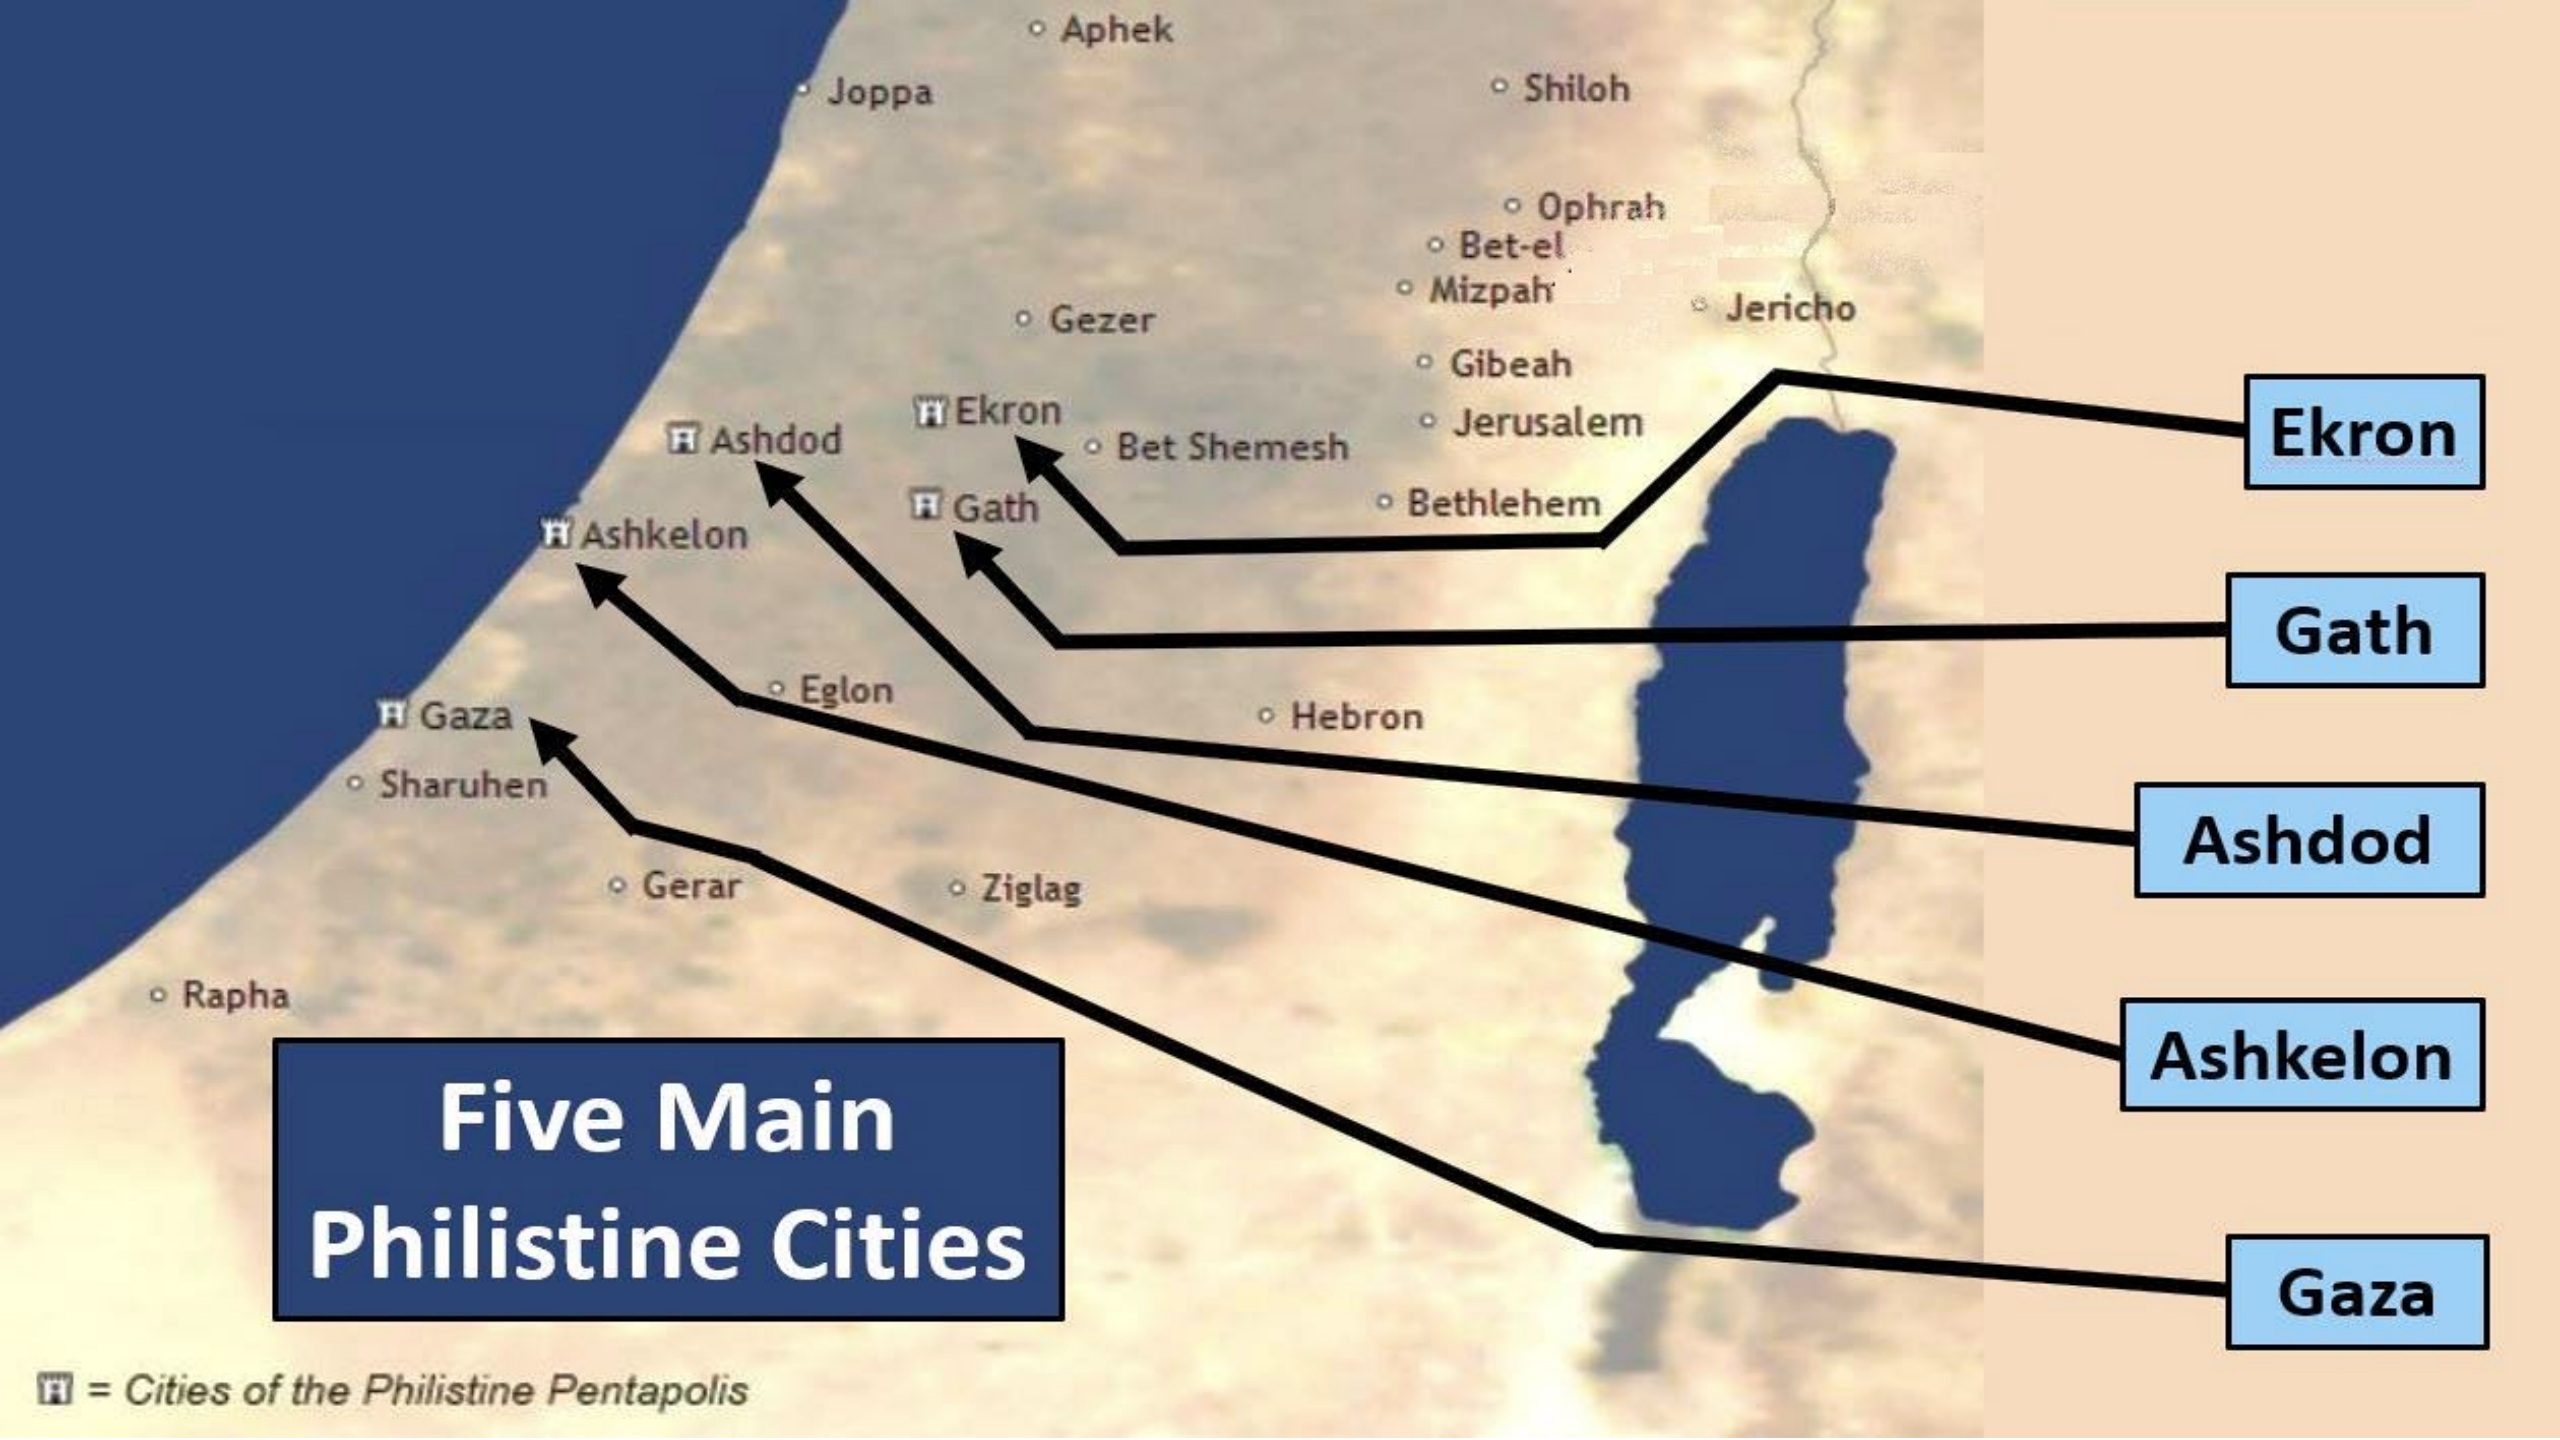 Aphek
Joppa
Shiloh
Ophrah
Bet-el
Mizpah
Jericho
Gezer
Gibeah
Ekron
Jerusalem
Ashdod
Bet Shemesh
Ekron
Gath
Bethlehem
Ashkelon
Gath
Eglon
Gaza
Hebron
Sharuhen
Ashdod
Gerar
Ziglag
Rapha
Ashkelon
Five Main
Philistine Cities
Gaza
= Cities of the Philistine Pentapolis